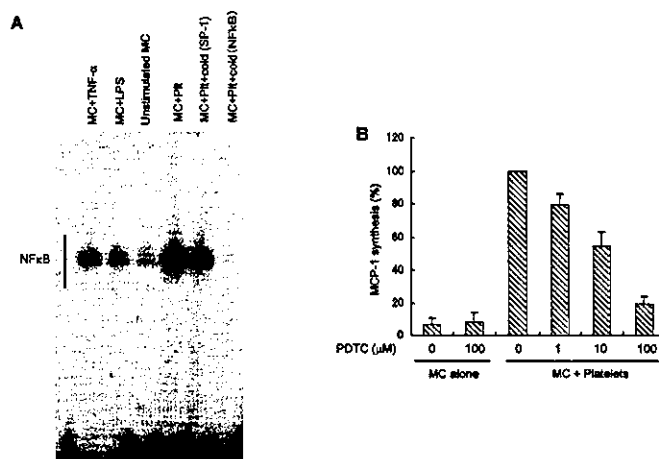 A
MC+TNF-α
MC+LPS
Unstimulated MC
MC+Plt
MC+Plt+cold (SP-1)
MC+Plt+cold (NFκB)
NFκB
B
MCP-1 synthesis (%)
120
100
80
60
40
20
0
PDTC (μM) 0 100 0 1 10 100
MC alone MC + Platelets